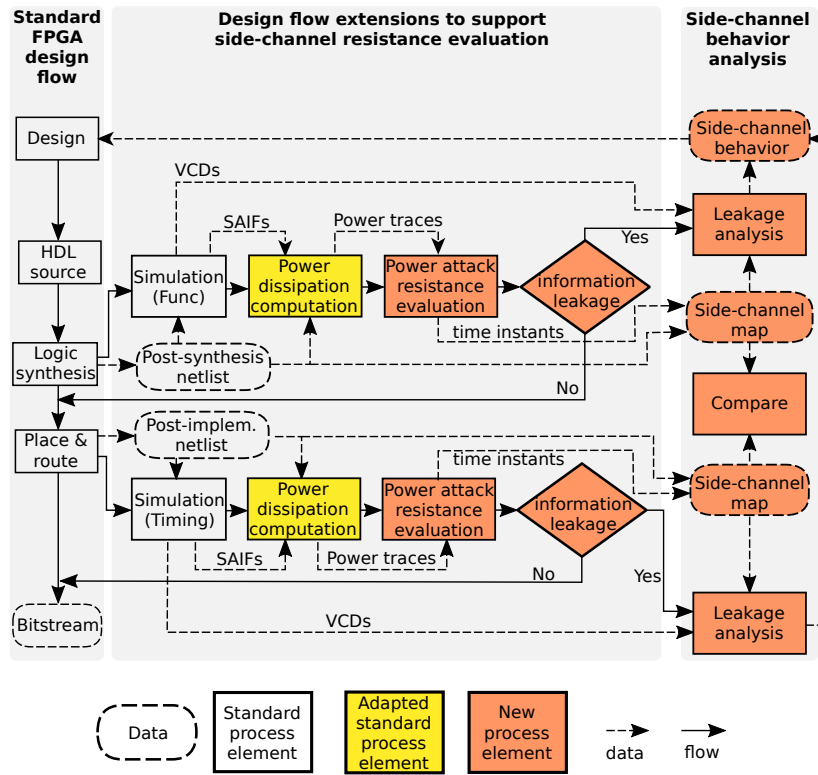 Standard
FPGA
design
flow
Design flow extensions to support
side-channel resistance evaluation
Side-channel
behavior
analysis
Design
Side-channel
behavior
VCDs
SAIFs
Power traces
Yes
Leakage
analysis
HDL
source
Simulation
(Func)
Power
dissipation
computation
Power attack
resistance
evaluation
information
leakage
time instants
Side-channel
map
Logic
synthesis
Post-synthesis
netlist
No
Compare
Place &
route
Post-implem.
netlist
time instants
Side-channel
map
Simulation
(Timing)
Power
dissipation
computation
Power attack
resistance
evaluation
information
leakage
SAIFs
Power traces
No
Yes
Bitstream
VCDs
Leakage
analysis
Data
Standard
process
element
Adapted
standard
process
element
New
process
element
data
flow